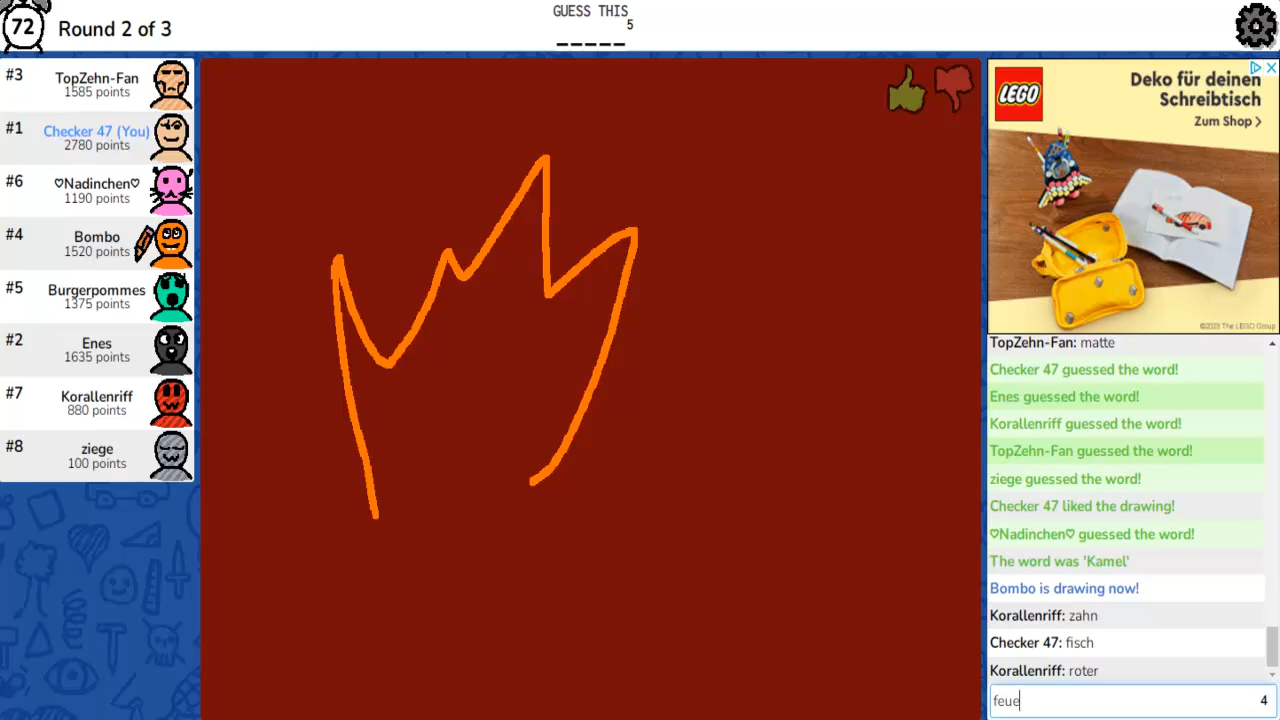 72
Round 2 of 3
GUESS THIS
5
_____
#3
TopZehn-Fan
1585 points
#1
Checker 47 (You)
2780 points
#6
♡Nadinchen♡
1190 points
#4
Bombo
1520 points
#5
Burgerpommes
1375 points
#2
Enes
1635 points
#7
Korallenriff
880 points
#8
ziege
100 points
LEGO
Deko für deinen
Schreibtisch
Zum Shop >
©2023 The LEGO Group
TopZehn-Fan: matte
Checker 47 guessed the word!
Enes guessed the word!
Korallenriff guessed the word!
TopZehn-Fan guessed the word!
ziege guessed the word!
Checker 47 liked the drawing!
♡Nadinchen♡ guessed the word!
The word was 'Kamel'
Bombo is drawing now!
Korallenriff: zahn
Checker 47: fisch
Korallenriff: roter
feue
4